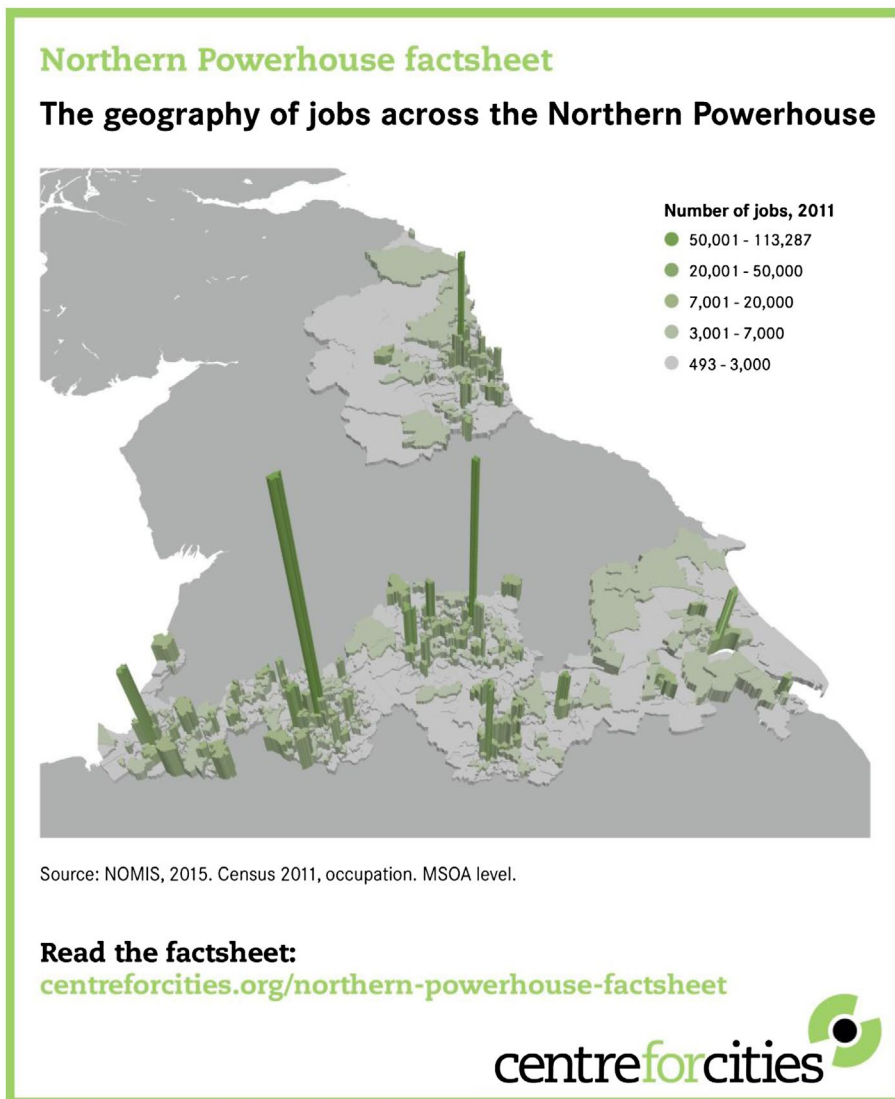 Northern Powerhouse factsheet
The geography of jobs across the Northern Powerhouse
Number of jobs, 2011
50,001 - 113,287
20,001 - 50,000
7,001 - 20,000
3,001 - 7,000
493 - 3,000
Source: NOMIS, 2015. Census 2011, occupation. MSOA level.
Read the factsheet:
centreforcities.org/northern-powerhouse-factsheet
centreforcities